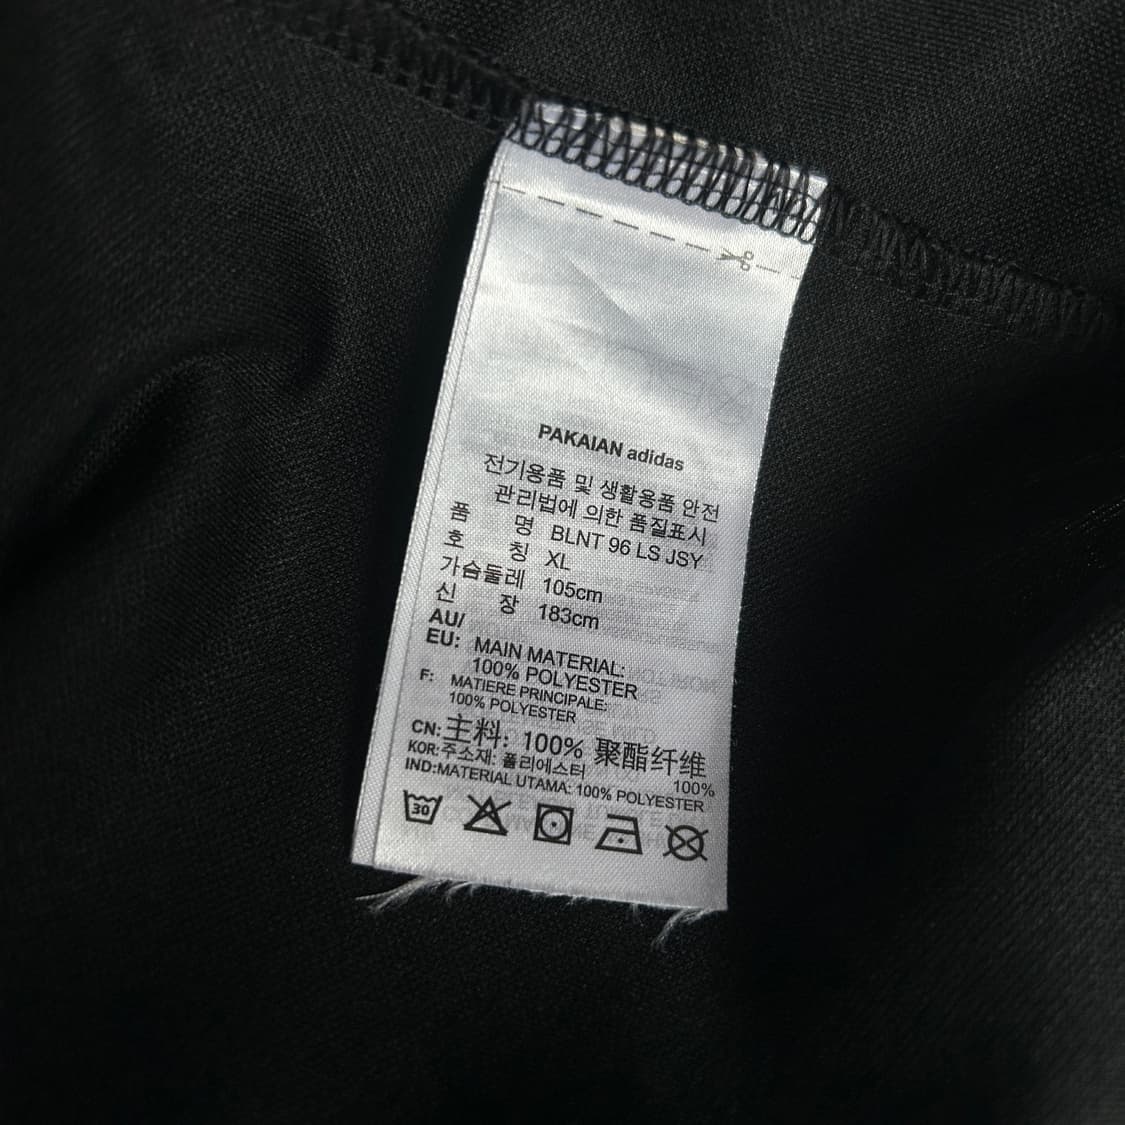 PAKAIAN adidas
전기용품 및 생활용품 안전
관리법에 의한 품질표시
품 명 BLNT 96 LS JSY
호 칭 XL
가슴둘레 105cm
신 장 183cm
AU/
EU: MAIN MATERIAL:
100% POLYESTER
F: MATIERE PRINCIPALE:
100% POLYESTER
CN: 主料: 100% 聚酯纤维
KOR: 주소재: 폴리에스터 100%
IND:MATERIAL UTAMA: 100% POLYESTER
30